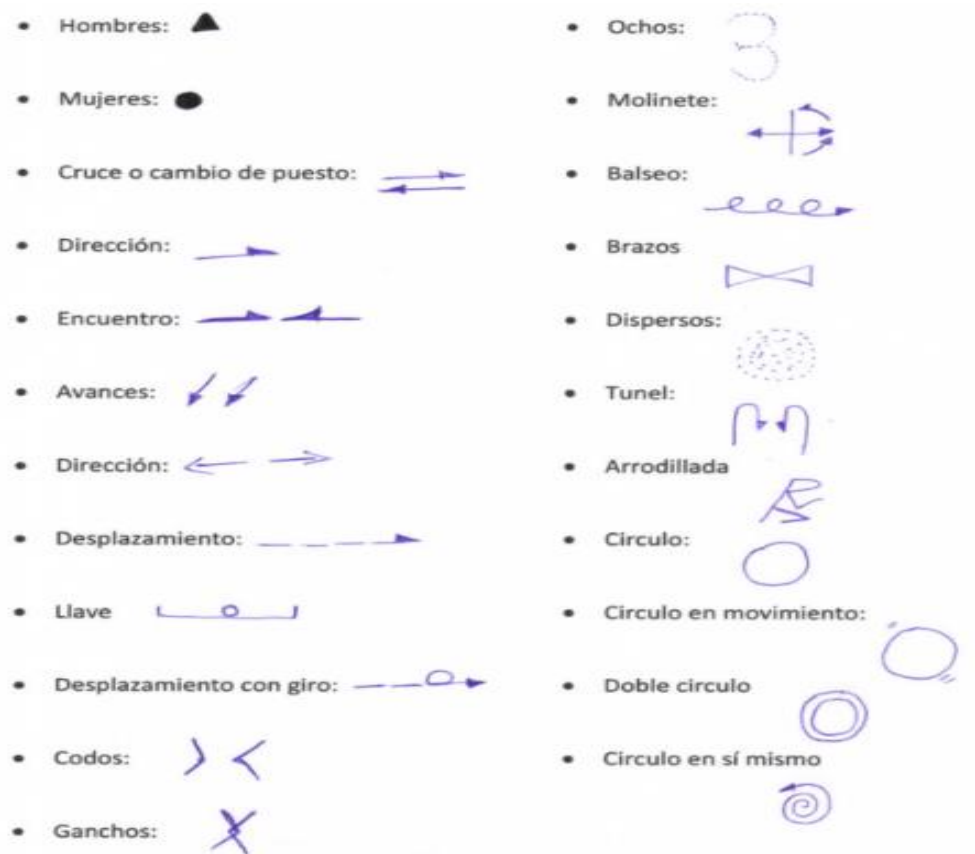 • Hombres:
• Mujeres:
• Cruce o cambio de puesto:
• Dirección:
• Encuentro:
• Avances:
• Dirección:
• Desplazamiento:
• Llave
• Desplazamiento con giro:
• Codos:
• Ganchos:
• Ochos:
• Molinete:
• Balseo:
• Brazos
• Dispersos:
• Tunel:
• Arrodillada
• Circulo:
• Circulo en movimiento:
• Doble circulo
• Circulo en sí mismo